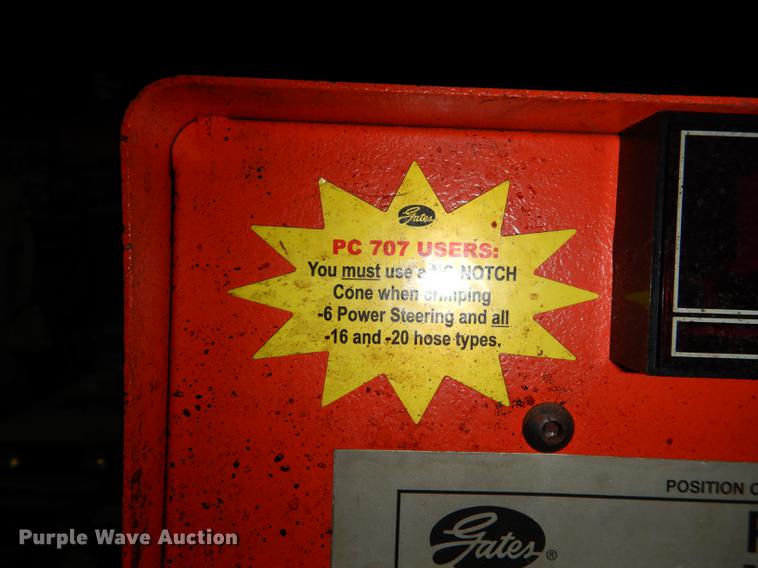 Gates
PC 707 USERS:
You must use a NO NOTCH
Cone when crimping
-6 Power Steering and all
-16 and -20 hose types.
POSITION
Gates®
Purple Wave Auction